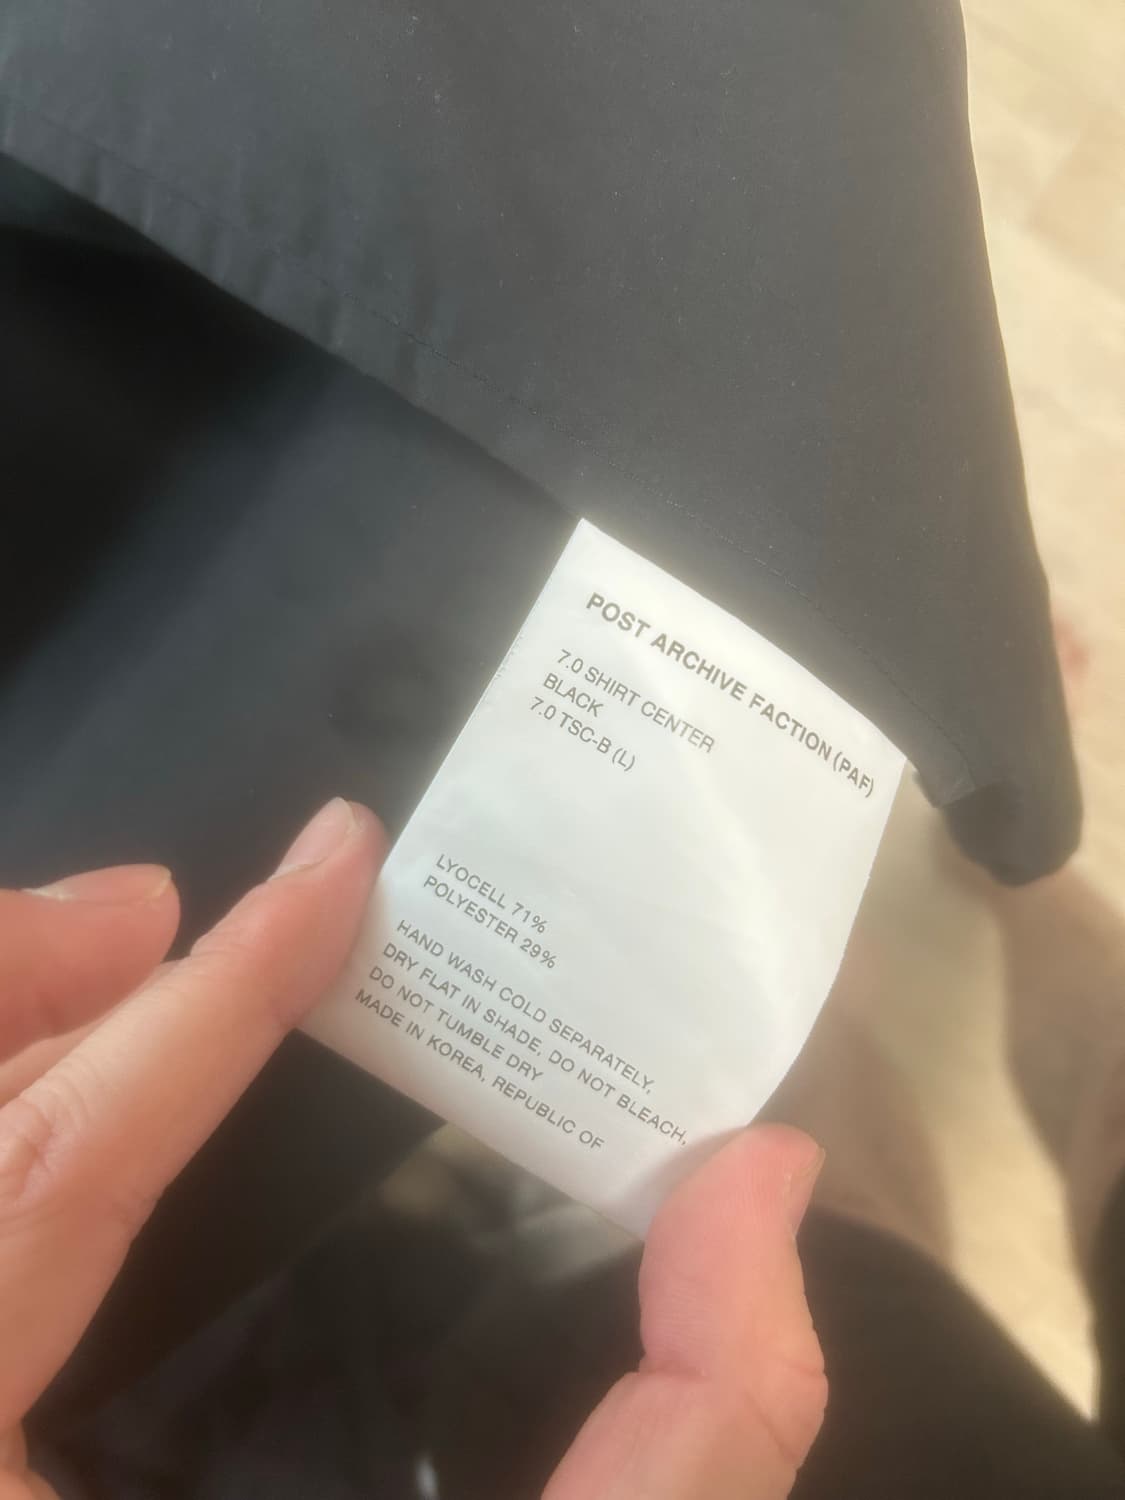 POST ARCHIVE FACTION (PAF)
7.0 SHIRT CENTER
BLACK
7.0 TSC-B (L)
LYOCELL 71%
POLYESTER 29%
HAND WASH COLD SEPARATELY,
DRY FLAT IN SHADE, DO NOT BLEACH,
DO NOT TUMBLE DRY
MADE IN KOREA, REPUBLIC OF